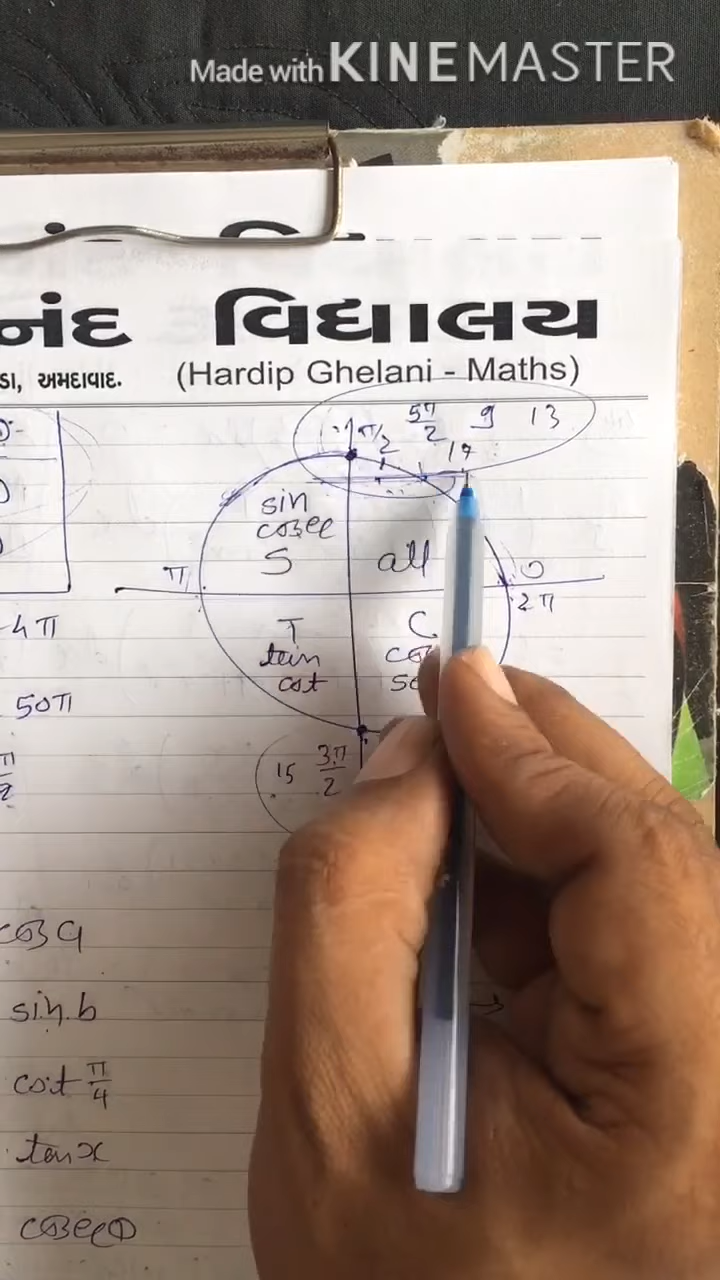 Made with KINEMASTER
નંદ વિદ્યાલય
ડા, અમદાવાદ. (Hardip Ghelani - Maths)
π/2 5π/2 9 13
17
sin
cosec
S all
π 0
2π
4π
T C
tan
cot
50π
π/2
15 3π/2
sin b
cot π/4
tan x
cosec θ